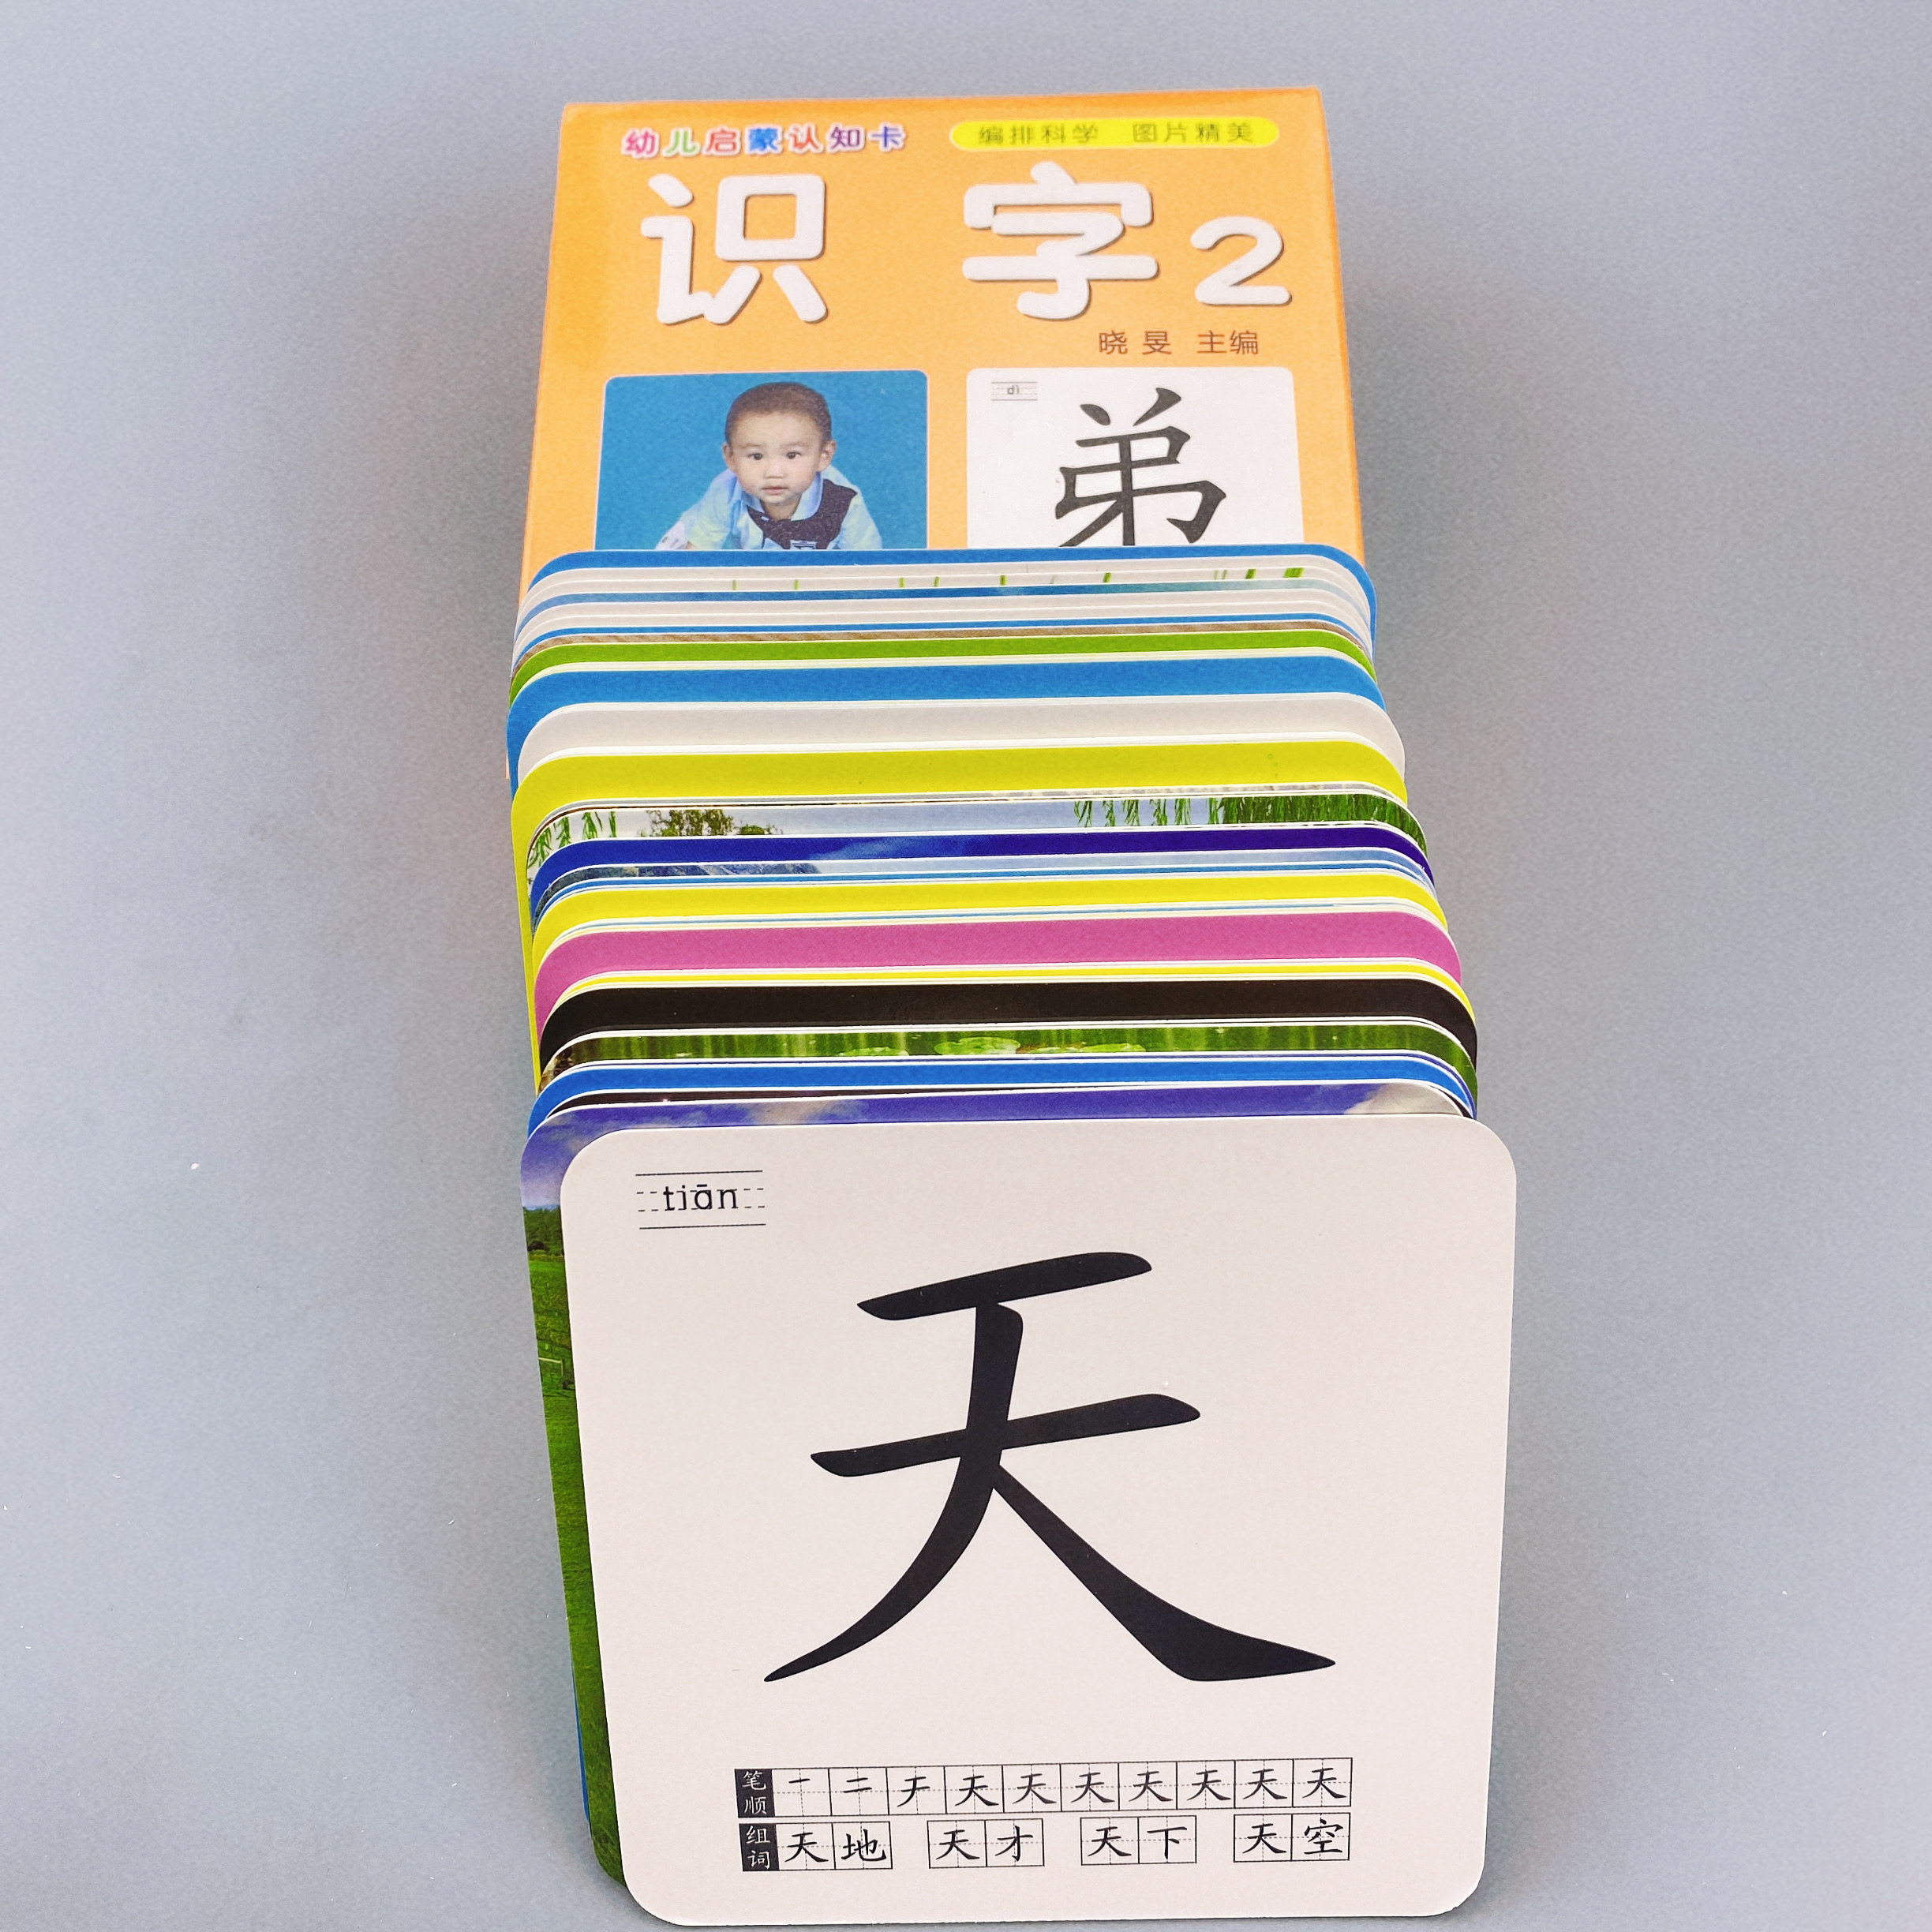 幼儿启蒙认知卡
编排科学 图片精美
识字2
晓旻 主编
dì
弟
tiān
天
笔顺 一 二 天 天 天 天 天 天 天
组词 天地 天才 天下 天空